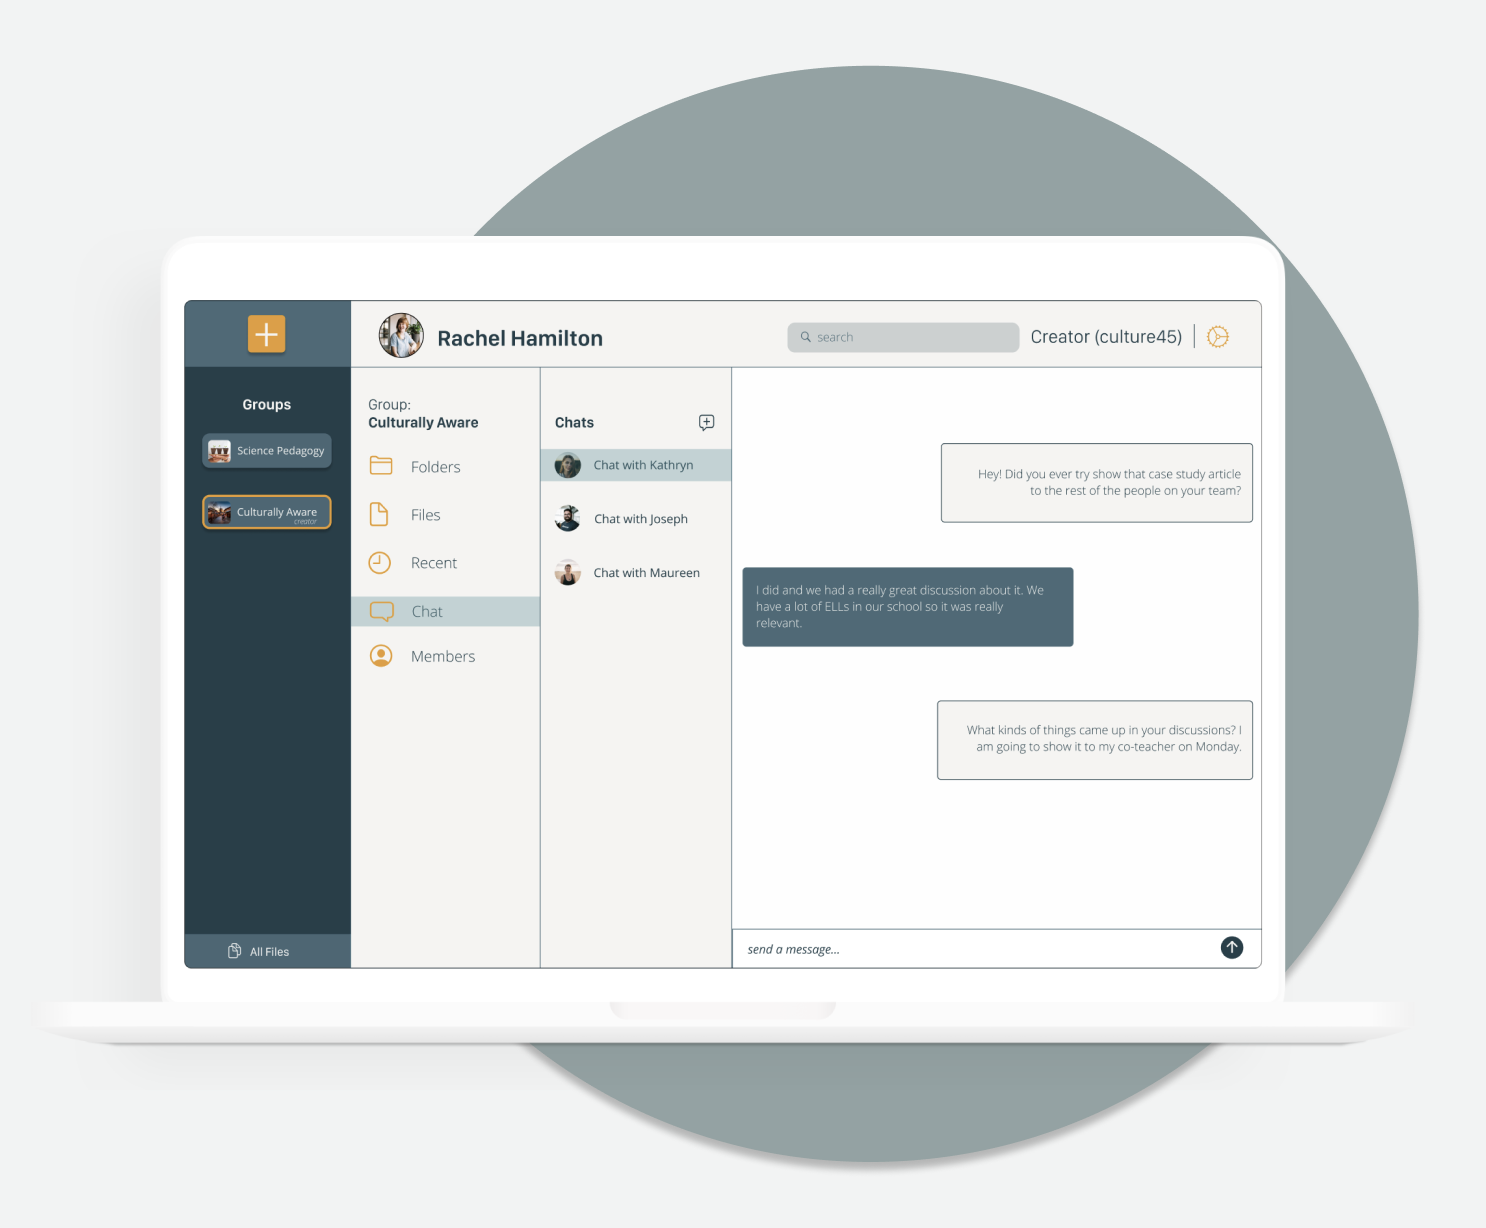 Rachel Hamilton
search
Creator (culture45)
Groups
Science Pedagogy
Culturally Aware
creator
All Files
Group:
Culturally Aware
Folders
Files
Recent
Chat
Members
Chats
Chat with Kathryn
Chat with Joseph
Chat with Maureen
Hey! Did you ever try show that case study article
to the rest of the people on your team?
I did and we had a really great discussion about it. We
have a lot of ELLs in our school so it was really
relevant.
What kinds of things came up in your discussions? I
am going to show it to my co-teacher on Monday.
send a message...